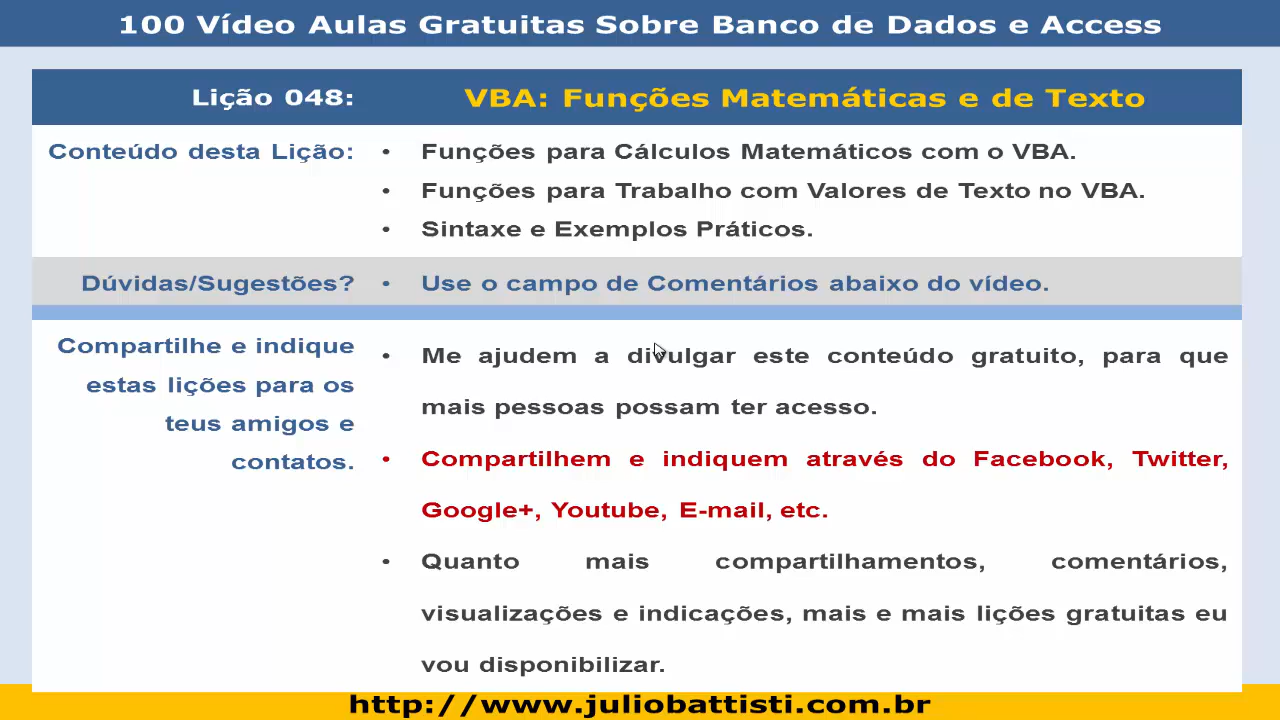 100 Vídeo Aulas Gratuitas Sobre Banco de Dados e Access
Lição 048:
VBA: Funções Matemáticas e de Texto
Conteúdo desta Lição:
• Funções para Cálculos Matemáticos com o VBA.
• Funções para Trabalho com Valores de Texto no VBA.
• Sintaxe e Exemplos Práticos.
Dúvidas/Sugestões?
• Use o campo de Comentários abaixo do vídeo.
Compartilhe e indique
estas lições para os
teus amigos e
contatos.
• Me ajudem a divulgar este conteúdo gratuito, para que
mais pessoas possam ter acesso.
• Compartilhem e indiquem através do Facebook, Twitter,
Google+, Youtube, E-mail, etc.
• Quanto mais compartilhamentos, comentários,
visualizações e indicações, mais e mais lições gratuitas eu
vou disponibilizar.
http://www.juliobattisti.com.br